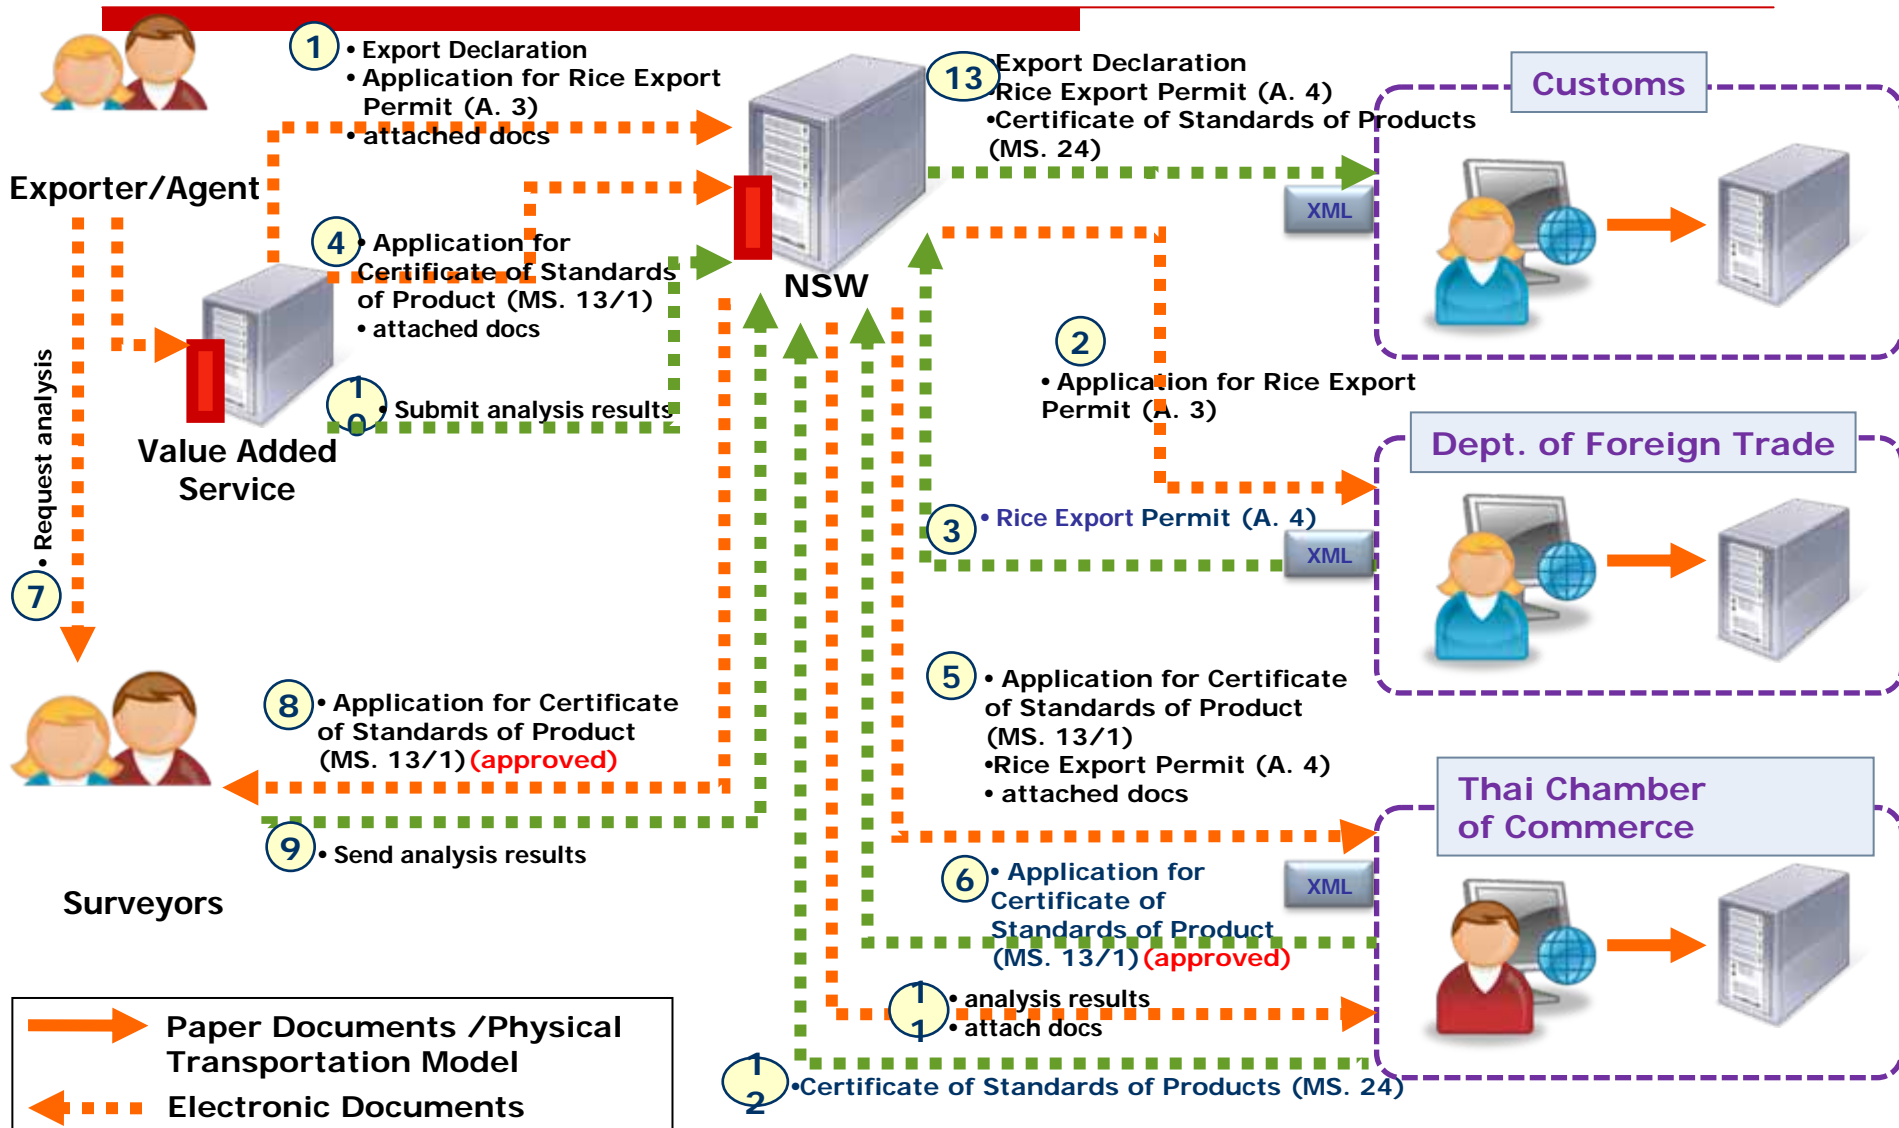 1
• Export Declaration
• Application for Rice Export
Permit (A. 3)
• attached docs
13
Export Declaration
•Rice Export Permit (A. 4)
•Certificate of Standards of Products
(MS. 24)
Customs
XML
Exporter/Agent
4
• Application for
Certificate of Standards
of Product (MS. 13/1)
• attached docs
NSW
2
• Application for Rice Export
Permit (A. 3)
• Request analysis
7
10
• Submit analysis results
Value Added
Service
Dept. of Foreign Trade
3
• Rice Export Permit (A. 4)
XML
5
• Application for Certificate
of Standards of Product
(MS. 13/1)
•Rice Export Permit (A. 4)
• attached docs
8
• Application for Certificate
of Standards of Product
(MS. 13/1) (approved)
9
• Send analysis results
Surveyors
Thai Chamber
of Commerce
6
• Application for
Certificate of
Standards of Product
(MS. 13/1) (approved)
XML
11
• analysis results
• attach docs
12
•Certificate of Standards of Products (MS. 24)
Paper Documents /Physical
Transportation Model
Electronic Documents